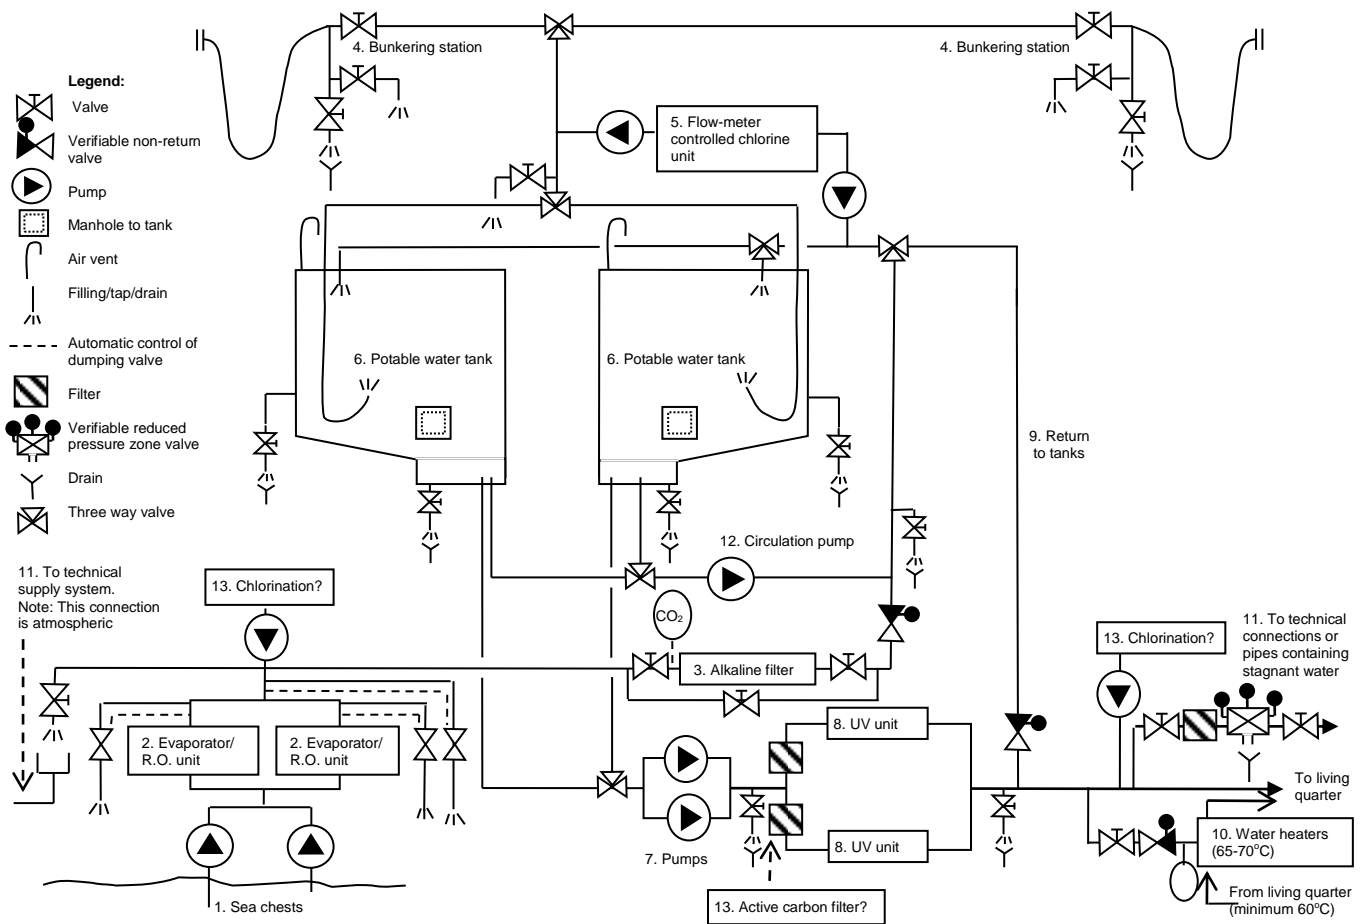 4. Bunkering station
4. Bunkering station
Legend:
Valve
Verifiable non-return
valve
Pump
Manhole to tank
Air vent
Filling/tap/drain
Automatic control of
dumping valve
Filter
Verifiable reduced
pressure zone valve
Drain
Three way valve
5. Flow-meter
controlled chlorine
unit
6. Potable water tank
6. Potable water tank
9. Return
to tanks
12. Circulation pump
11. To technical
supply system.
Note: This connection
is atmospheric
13. Chlorination?
CO2
3. Alkaline filter
13. Chlorination?
11. To technical
connections or
pipes containing
stagnant water
2. Evaporator/
R.O. unit
2. Evaporator/
R.O. unit
8. UV unit
8. UV unit
7. Pumps
To living
quarter
10. Water heaters
(65-70°C)
From living quarter
(minimum 60°C)
1. Sea chests
13. Active carbon filter?